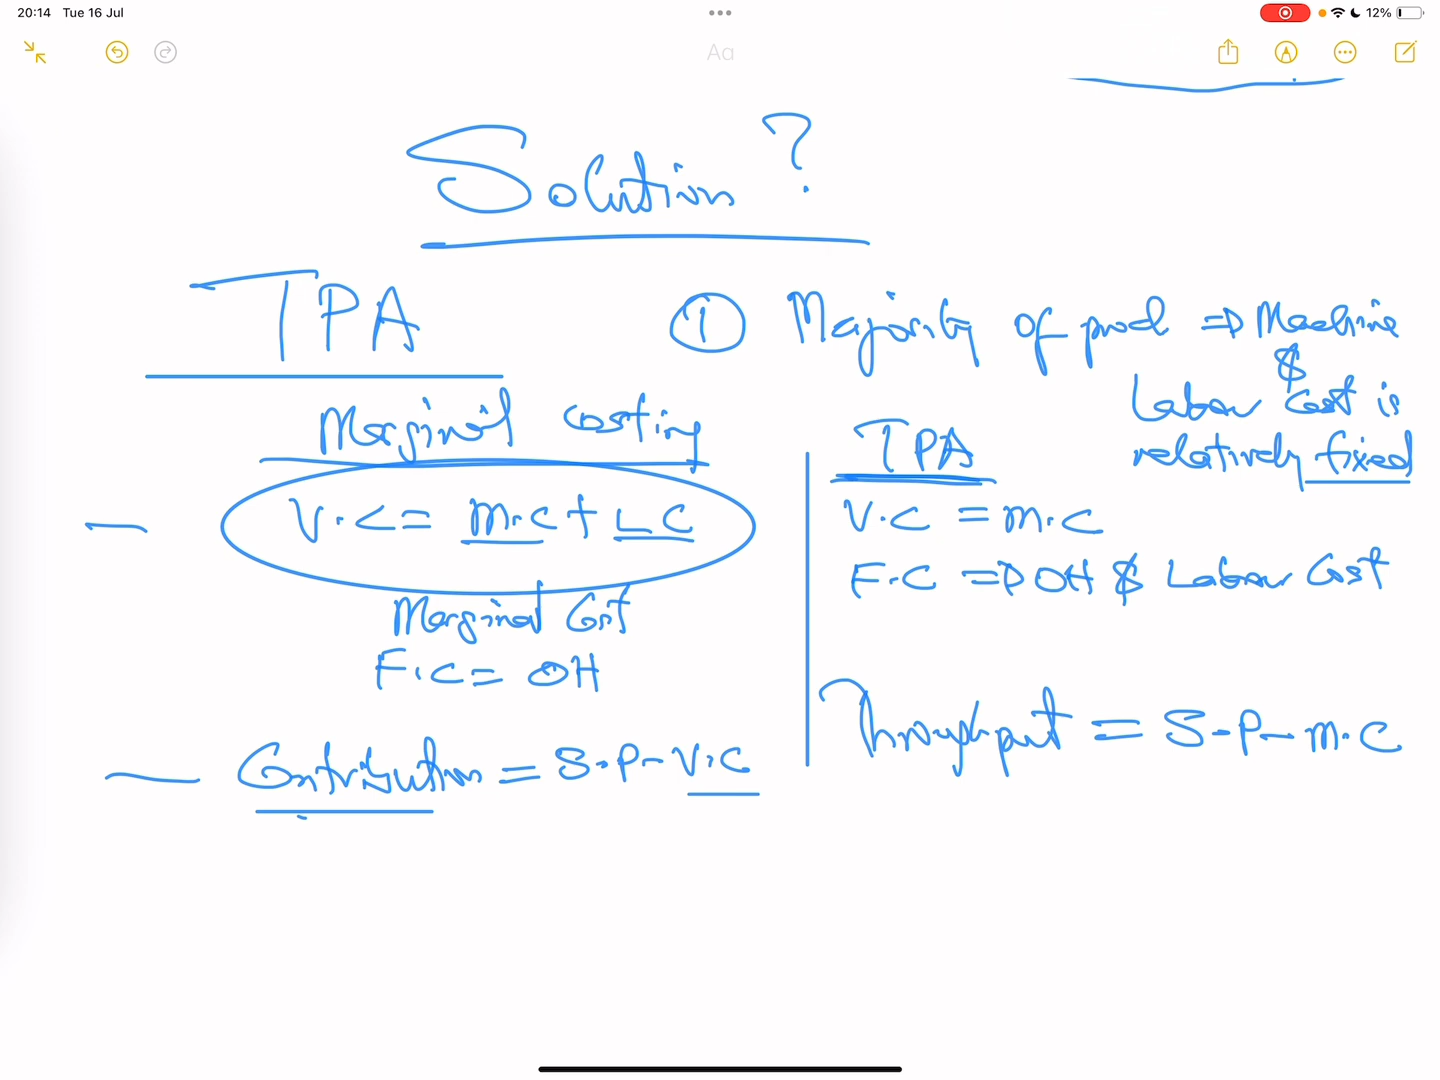 20:14 Tue 16 Jul
12%
Aa
Solution ?
TPA
① Majority of prod => Machine
&
Labour Cost is
relatively fixed
Marginal costing
V.C = M.C + L C
Marginal Cost
F.C = OH
Contribution = S.P - V.C
TPA
V.C = M.C
F.C => OH & Labour Cost
Throughput = S.P - M.C